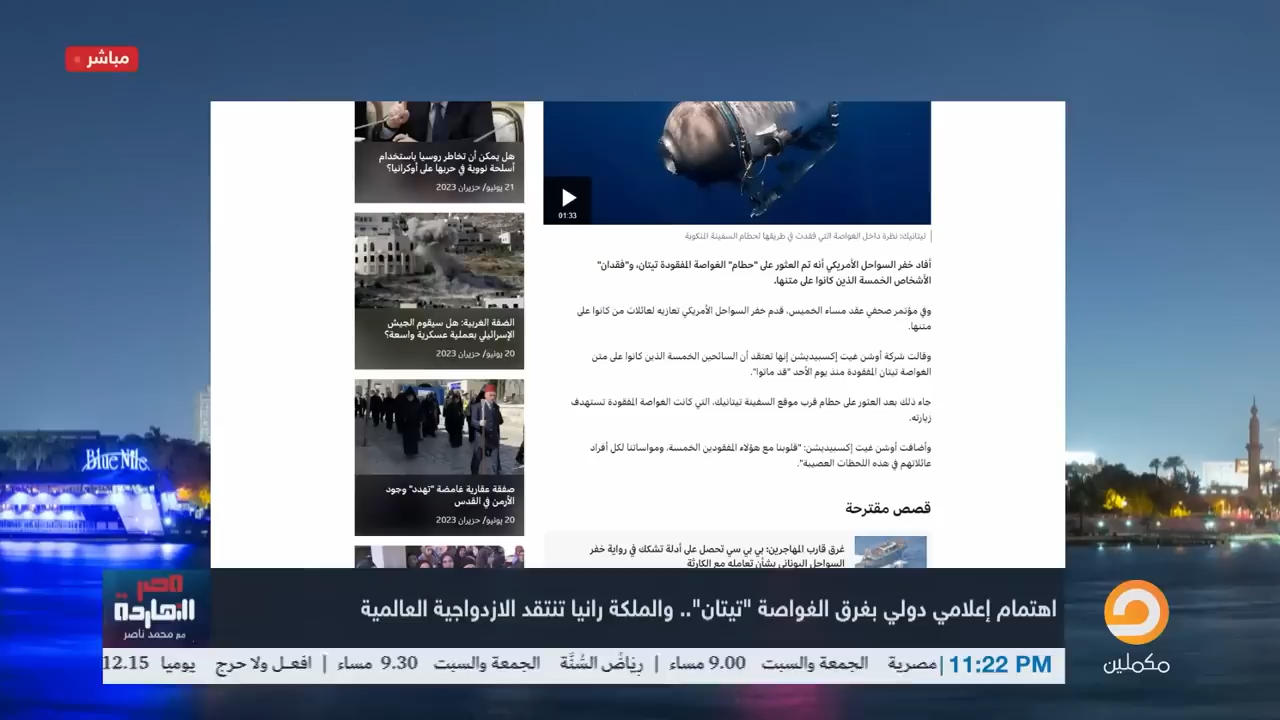 مباشر
هل يمكن أن تخاطر روسيا باستخدام
أسلحة نووية في حربها على أوكرانيا؟
21 يونيو/ حزيران 2023
الضفة الغربية: هل سيقوم الجيش
الإسرائيلي بعملية عسكرية واسعة؟
20 يونيو/ حزيران 2023
صفقة عقارية غامضة "تهدد" وجود
الأرمن في القدس
20 يونيو/ حزيران 2023
01:33
تيتانيك: نظرة داخل الغواصة التي فقدت في طريقها لحطام السفينة المنكوبة
أفاد خفر السواحل الأمريكي أنه تم العثور على "حطام" الغواصة المفقودة تيتان، و"فقدان"
الأشخاص الخمسة الذين كانوا على متنها.
وفي مؤتمر صحفي عقد مساء الخميس، قدم خفر السواحل الأمريكي تعازيه لعائلات من كانوا على
متنها.
وقالت شركة أوشن غيت إكسبيديشن إنها تعتقد أن السائحين الخمسة الذين كانوا على متن
الغواصة تيتان المفقودة منذ يوم الأحد "قد ماتوا".
جاء ذلك بعد العثور على حطام قرب موقع السفينة تيتانيك، التي كانت الغواصة المفقودة تستهدف
زيارته.
وأضافت أوشن غيت إكسبيديشن: "قلوبنا مع هؤلاء المفقودين الخمسة، ومواساتنا لكل أفراد
عائلاتهم في هذه اللحظات العصيبة".
قصص مقترحة
غرق قارب المهاجرين: بي بي سي تحصل على أدلة تشكك في رواية خفر
السواحل اليوناني بشأن تعامله مع الكارثة
Blue Nile
اهتمام إعلامي دولي بغرق الغواصة "تيتان".. والملكة رانيا تنتقد الازدواجية العالمية
مصر
النهاردة
مع محمد ناصر
11:22 PM | مصرية الجمعة والسبت 9.00 مساء | رياض السُّنَّة الجمعة والسبت 9.30 مساء | افعل ولا حرج يوميا 12.15
مكملين